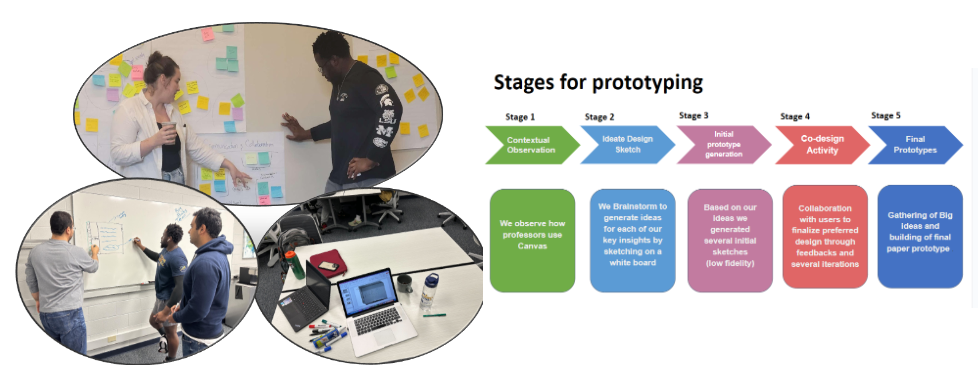 Stages for prototyping
Stage 1
Stage 2
Stage 3
Stage 4
Stage 5
Contextual
Observation
Ideate Design
Sketch
Initial
prototype
generation
Co-design
Activity
Final
Prototypes
We observe how
professors use
Canvas
We Brainstorm to
generate ideas
for each of our
key insights by
sketching on a
white board
Based on our
ideas we
generated
several initial
sketches
(low fidelity)
Collaboration
with users to
finalize preferred
design through
feedbacks and
several iterations
Gathering of Big
ideas and
building of final
paper prototype
LSU
M